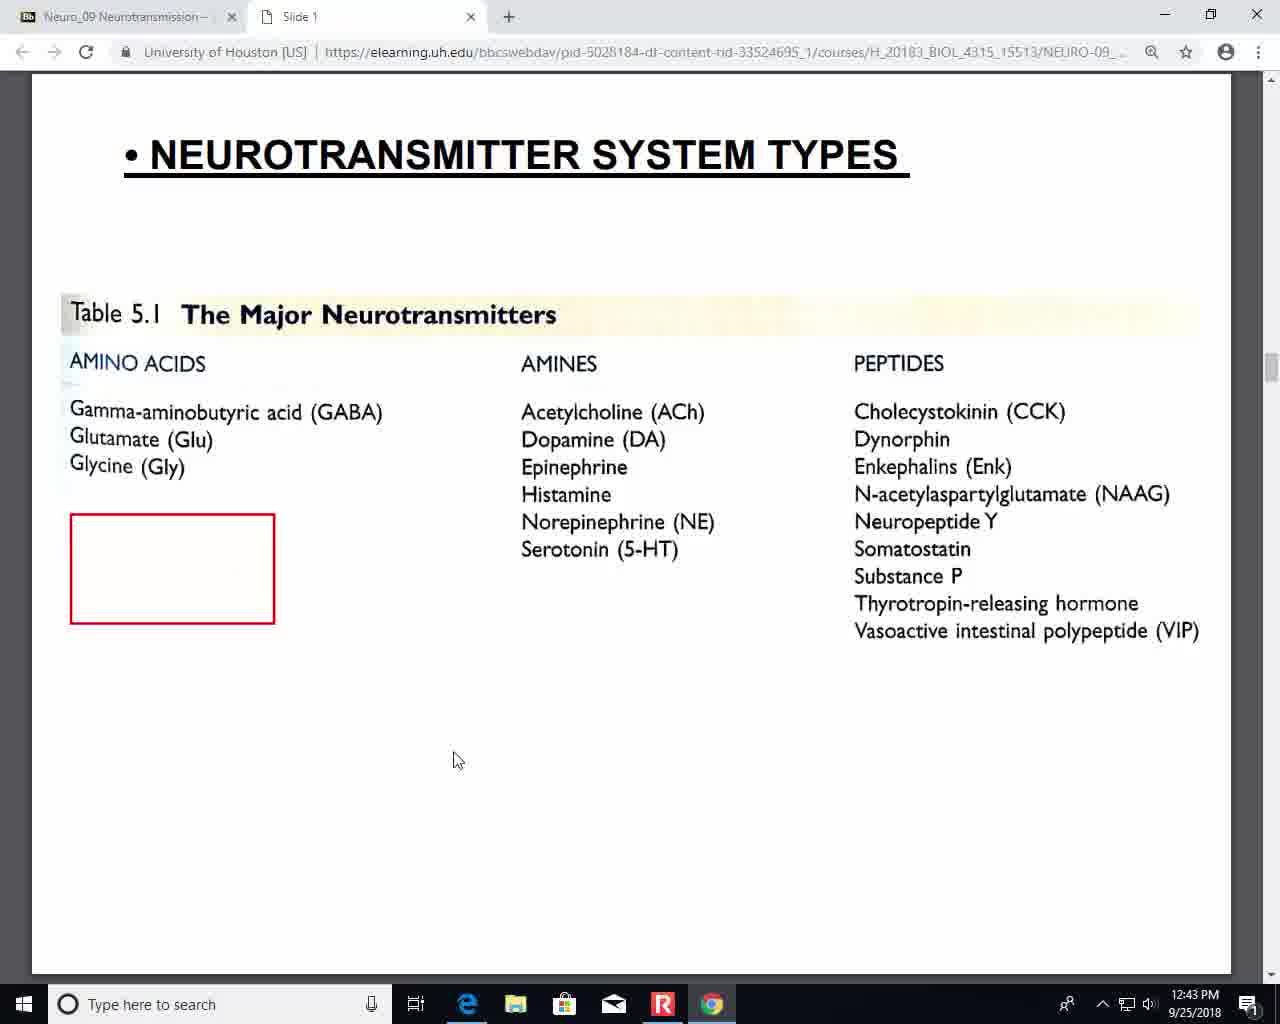 Neuro_09 Neurotransmission –
Slide 1
University of Houston [US]
https://elearning.uh.edu/bbcswebdav/pid-5028184-dt-content-rid-33524695_1/courses/H_20183_BIOL_4315_15513/NEURO-09_...
• NEUROTRANSMITTER SYSTEM TYPES
Table 5.1 The Major Neurotransmitters
AMINO ACIDS
Gamma-aminobutyric acid (GABA)
Glutamate (Glu)
Glycine (Gly)
AMINES
Acetylcholine (ACh)
Dopamine (DA)
Epinephrine
Histamine
Norepinephrine (NE)
Serotonin (5-HT)
PEPTIDES
Cholecystokinin (CCK)
Dynorphin
Enkephalins (Enk)
N-acetylaspartylglutamate (NAAG)
Neuropeptide Y
Somatostatin
Substance P
Thyrotropin-releasing hormone
Vasoactive intestinal polypeptide (VIP)
Type here to search
12:43 PM
9/25/2018